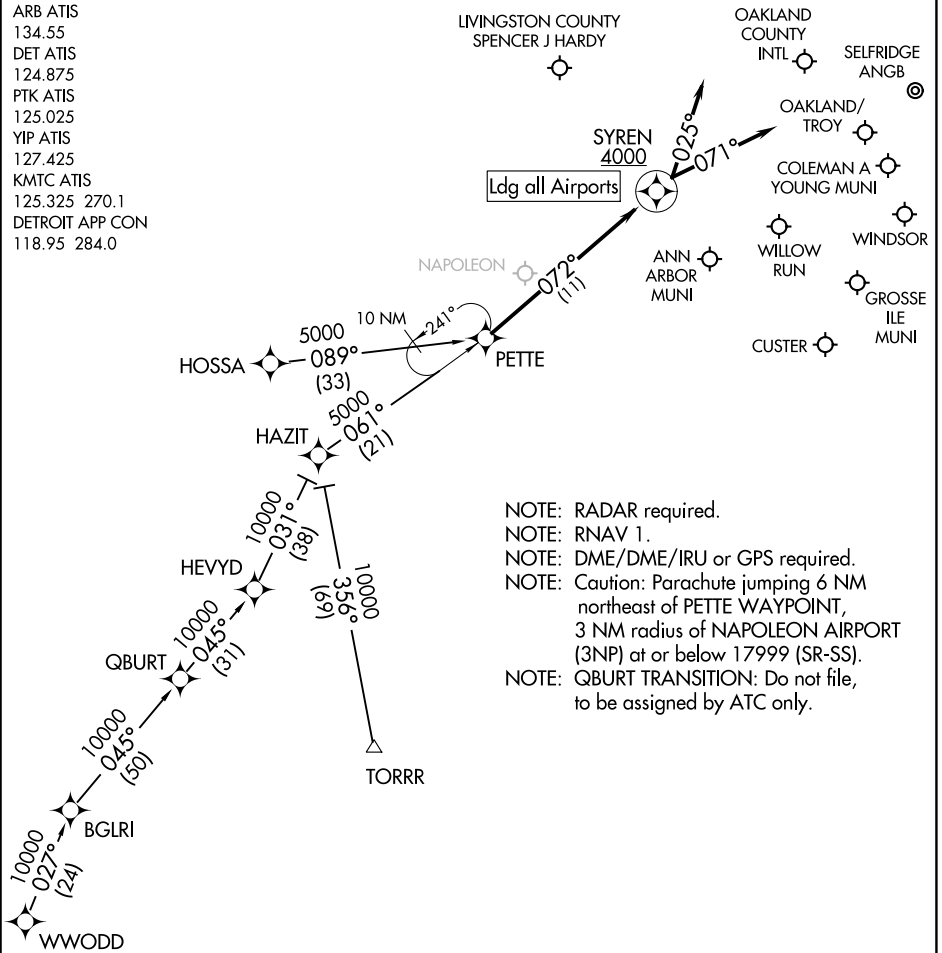 ARB ATIS
134.55
DET ATIS
124.875
PTK ATIS
125.025
YIP ATIS
127.425
KMTC ATIS
125.325 270.1
DETROIT APP CON
118.95 284.0
LIVINGSTON COUNTY
SPENCER J HARDY
OAKLAND
COUNTY
INTL
SELFRIDGE
ANGB
OAKLAND/
TROY
COLEMAN A
YOUNG MUNI
WINDSOR
WILLOW
RUN
ANN
ARBOR
MUNI
GROSSE
ILE
MUNI
CUSTER
SYREN
4000
025°
071°
Ldg all Airports
NAPOLEON
072°
(11)
10 NM
241°
PETTE
HOSSA
5000
089°
(33)
5000
061°
(21)
HAZIT
10000
031°
(38)
HEVYD
10000
356°
(69)
TORRR
10000
045°
(31)
QBURT
10000
045°
(50)
BGLRI
10000
027°
(24)
WWODD
NOTE: RADAR required.
NOTE: RNAV 1.
NOTE: DME/DME/IRU or GPS required.
NOTE: Caution: Parachute jumping 6 NM
northeast of PETTE WAYPOINT,
3 NM radius of NAPOLEON AIRPORT
(3NP) at or below 17999 (SR-SS).
NOTE: QBURT TRANSITION: Do not file,
to be assigned by ATC only.